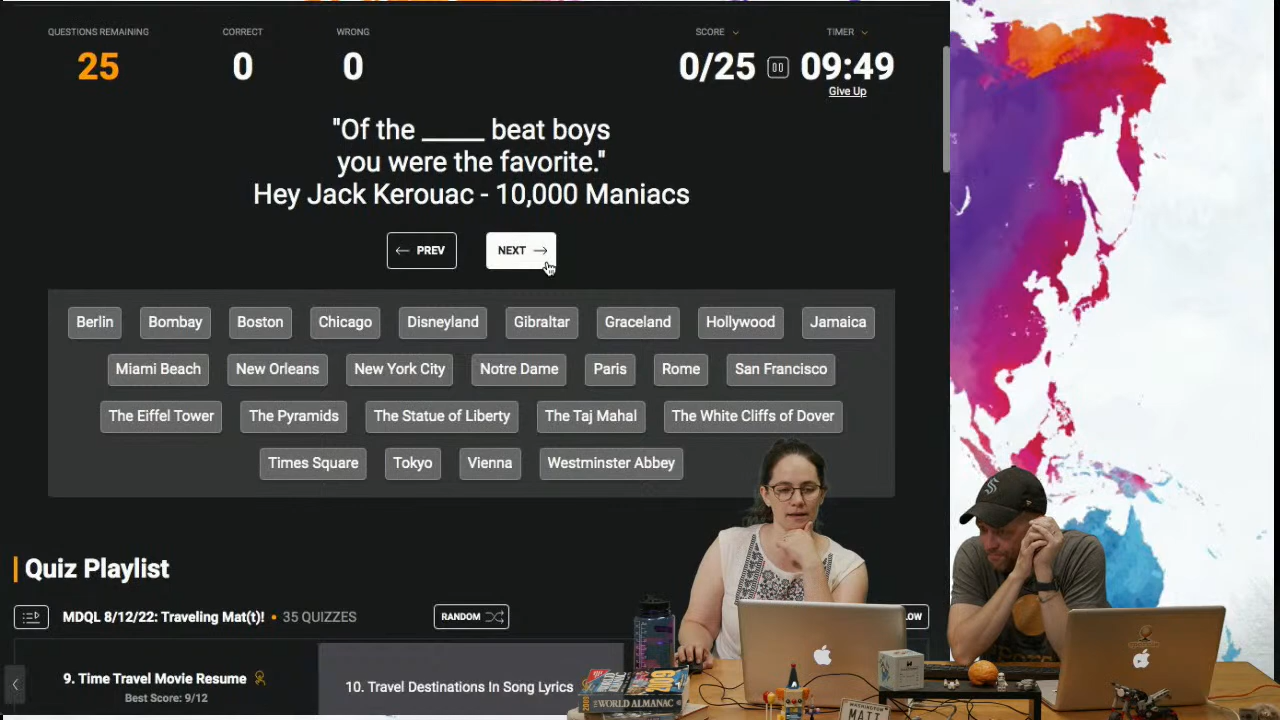 QUESTIONS REMAINING CORRECT WRONG SCORE TIMER
25 0 0 0/25 09:49
Give Up
"Of the _____ beat boys
you were the favorite."
Hey Jack Kerouac - 10,000 Maniacs
← PREV NEXT →
Berlin Bombay Boston Chicago Disneyland Gibraltar Graceland Hollywood Jamaica
Miami Beach New Orleans New York City Notre Dame Paris Rome San Francisco
The Eiffel Tower The Pyramids The Statue of Liberty The Taj Mahal The White Cliffs of Dover
Times Square Tokyo Vienna Westminster Abbey
Quiz Playlist
MDQL 8/12/22: Traveling Mat(t)! • 35 QUIZZES RANDOM OW
9. Time Travel Movie Resume
Best Score: 9/12
10. Travel Destinations In Song Lyrics
WORLD ALMANAC
WASHINGTON
MATT